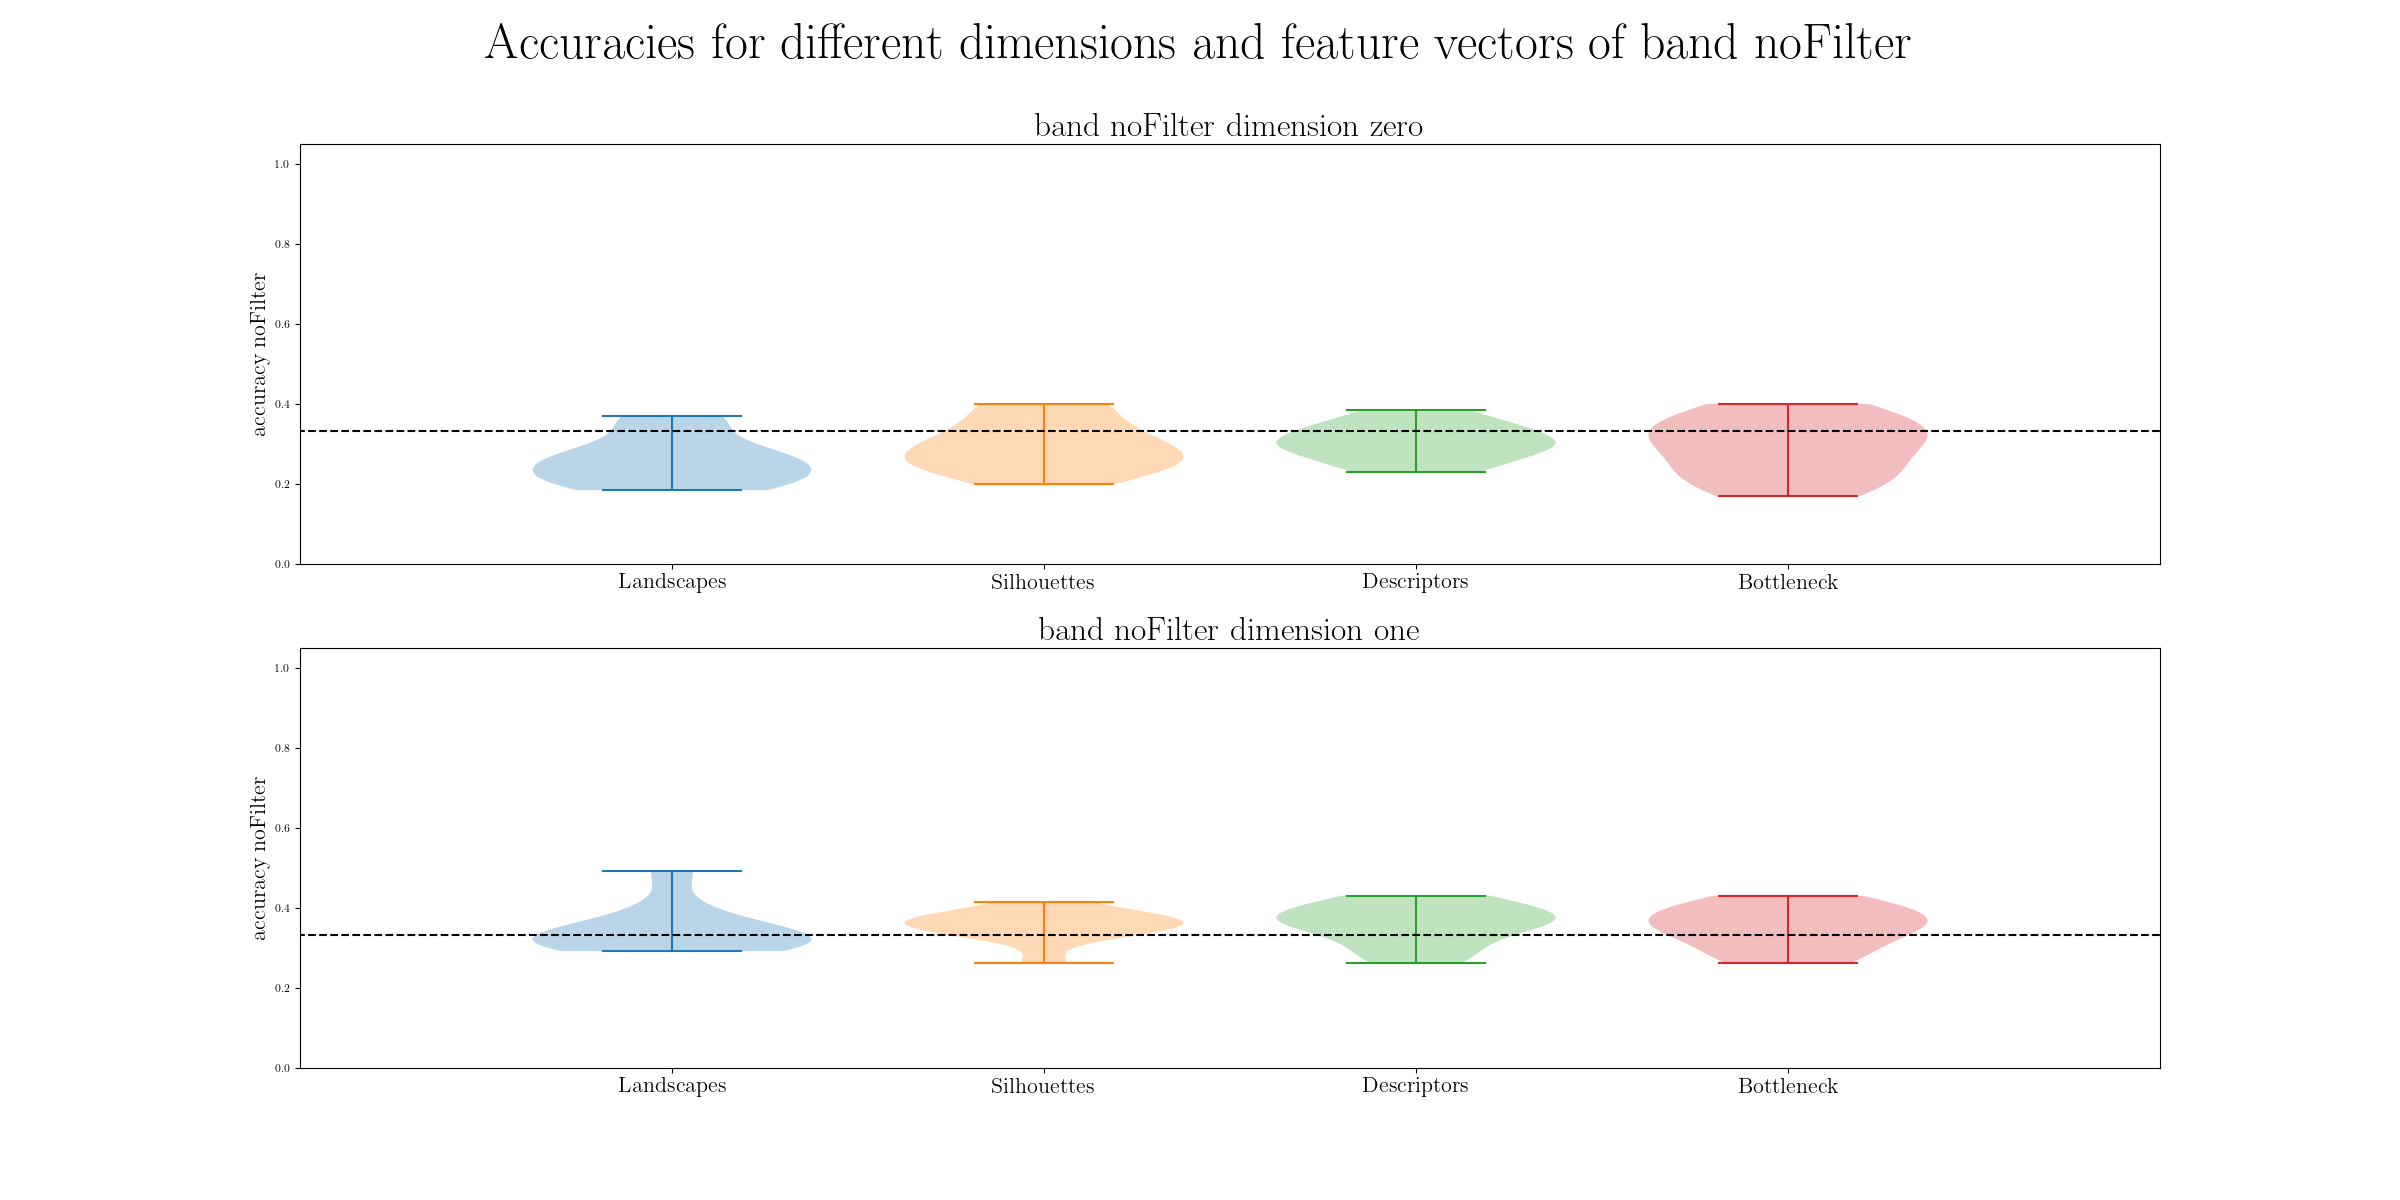 Accuracies for different dimensions and feature vectors of band noFilter
band noFilter dimension zero
accuracy noFilter
1.0
0.8
0.6
0.4
0.2
0.0
Landscapes Silhouettes Descriptors Bottleneck
band noFilter dimension one
accuracy noFilter
1.0
0.8
0.6
0.4
0.2
0.0
Landscapes Silhouettes Descriptors Bottleneck